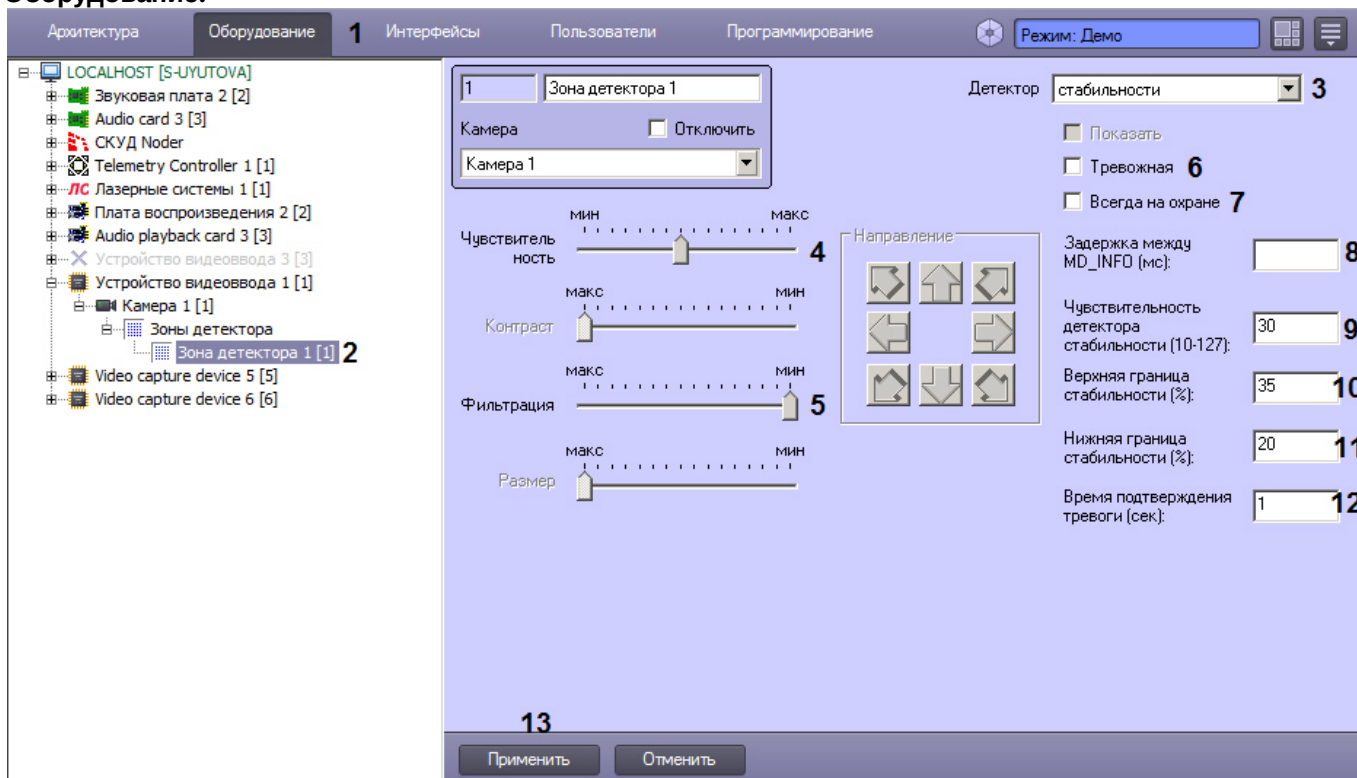 Оборудование.
Архитектура Оборудование 1 Интерфейсы Пользователи Программирование Режим: Демо
LOCALHOST [S-UYUTOVA]
Звуковая плата 2 [2]
Audio card 3 [3]
СКУД Noder
Telemetry Controller 1 [1]
ЛС Лазерные системы 1 [1]
Плата воспроизведения 2 [2]
Audio playback card 3 [3]
Устройство видеоввода 3 [3]
Устройство видеоввода 1 [1]
Камера 1 [1]
Зоны детектора
Зона детектора 1 [1] 2
Video capture device 5 [5]
Video capture device 6 [6]
1 Зона детектора 1
Камера Отключить
Камера 1
мин макс
Чувствитель
ность 4
макс мин
Контраст
макс мин
Фильтрация 5
макс мин
Размер
Направление
Детектор стабильности 3
Показать
Тревожная 6
Всегда на охране 7
Задержка между
MD_INFO (мс): 8
Чувствительность
детектора
стабильности (10-127): 30 9
Верхняя граница
стабильности (%): 35 10
Нижняя граница
стабильности (%): 20 11
Время подтверждения
тревоги (сек): 1 12
13
Применить Отменить